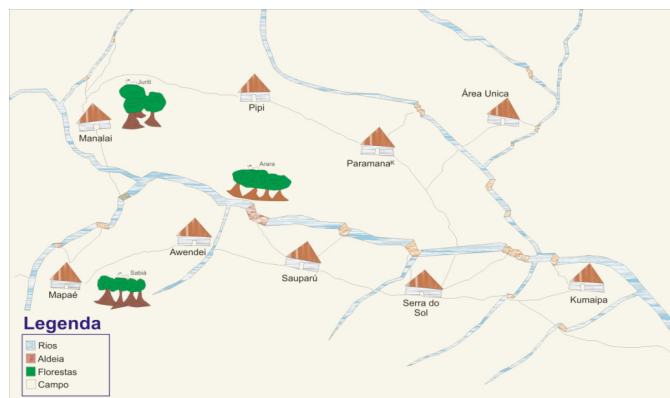 Juriti
Pipi
Área Unica
Manalai
ParamanaK
Arara
Awendei
Sabiá
Sauparú
Mapaé
Serra do
Sol
Kumaipa
Legenda
Rios
Aldeia
Florestas
Campo